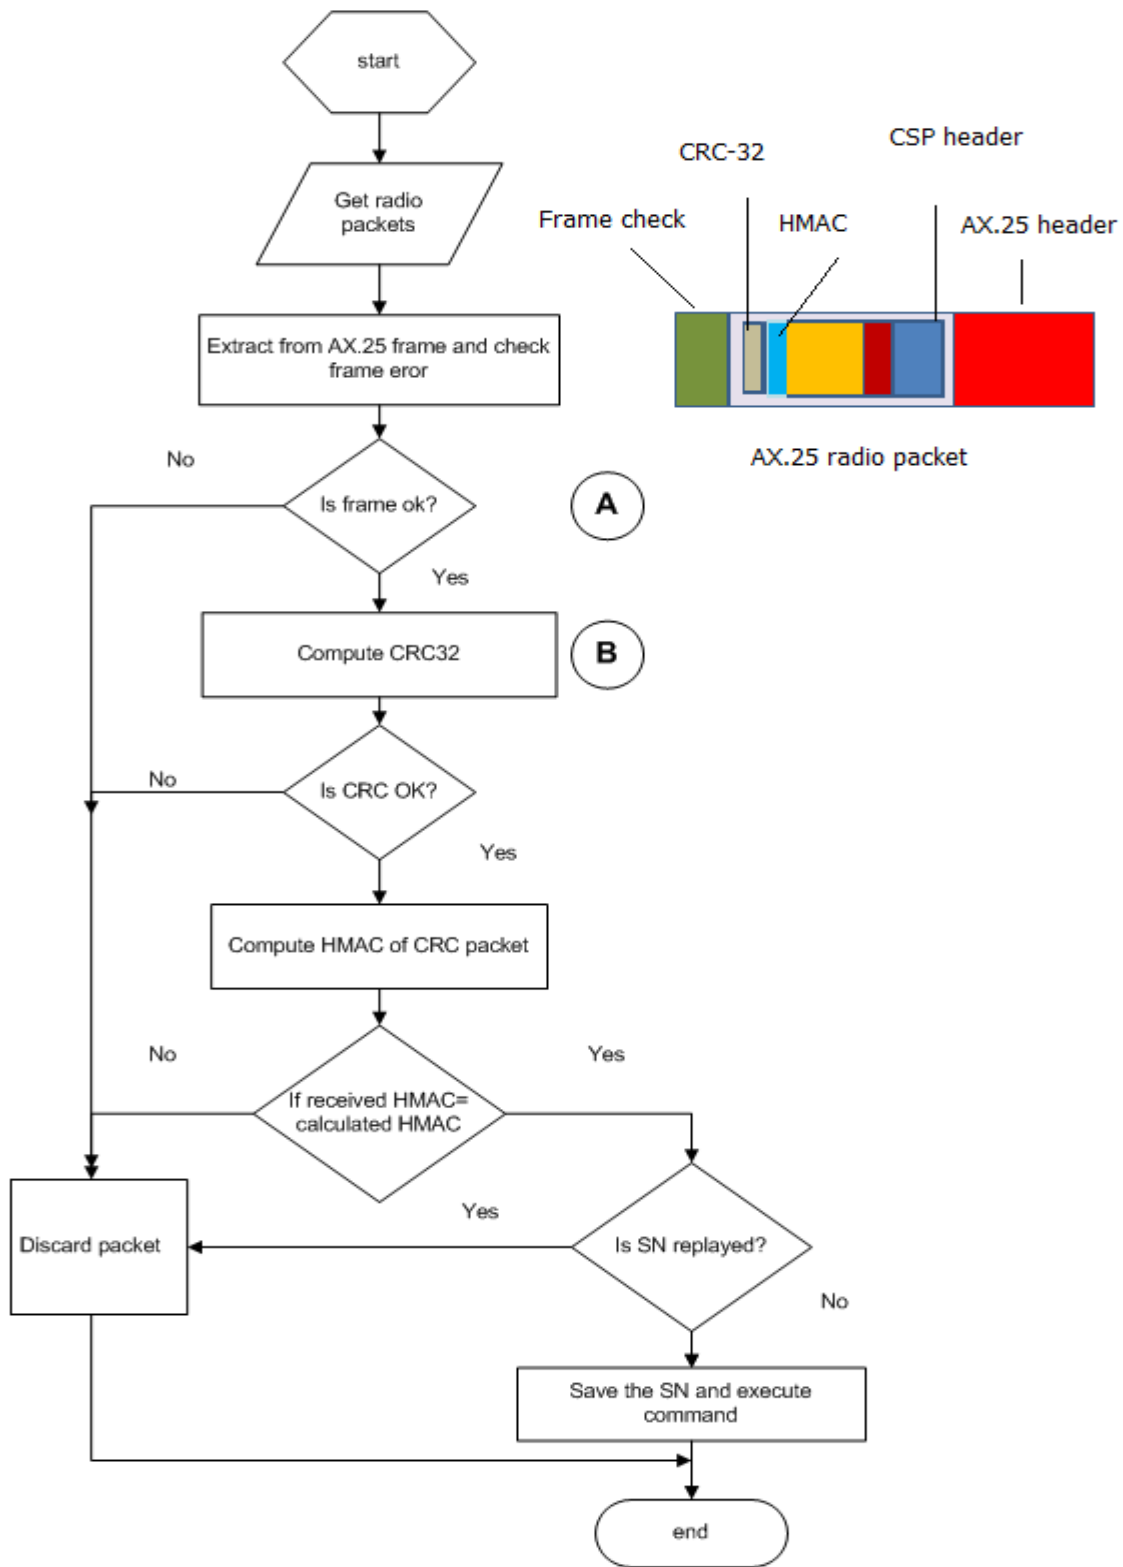 start
Get radio
packets
Extract from AX.25 frame and check
frame eror
No
Is frame ok?
A
Yes
Compute CRC32
B
No
Is CRC OK?
Yes
Compute HMAC of CRC packet
No
Yes
If received HMAC=
calculated HMAC
Yes
Discard packet
Is SN replayed?
No
Save the SN and execute
command
end
CSP header
CRC-32
Frame check
HMAC
AX.25 header
AX.25 radio packet